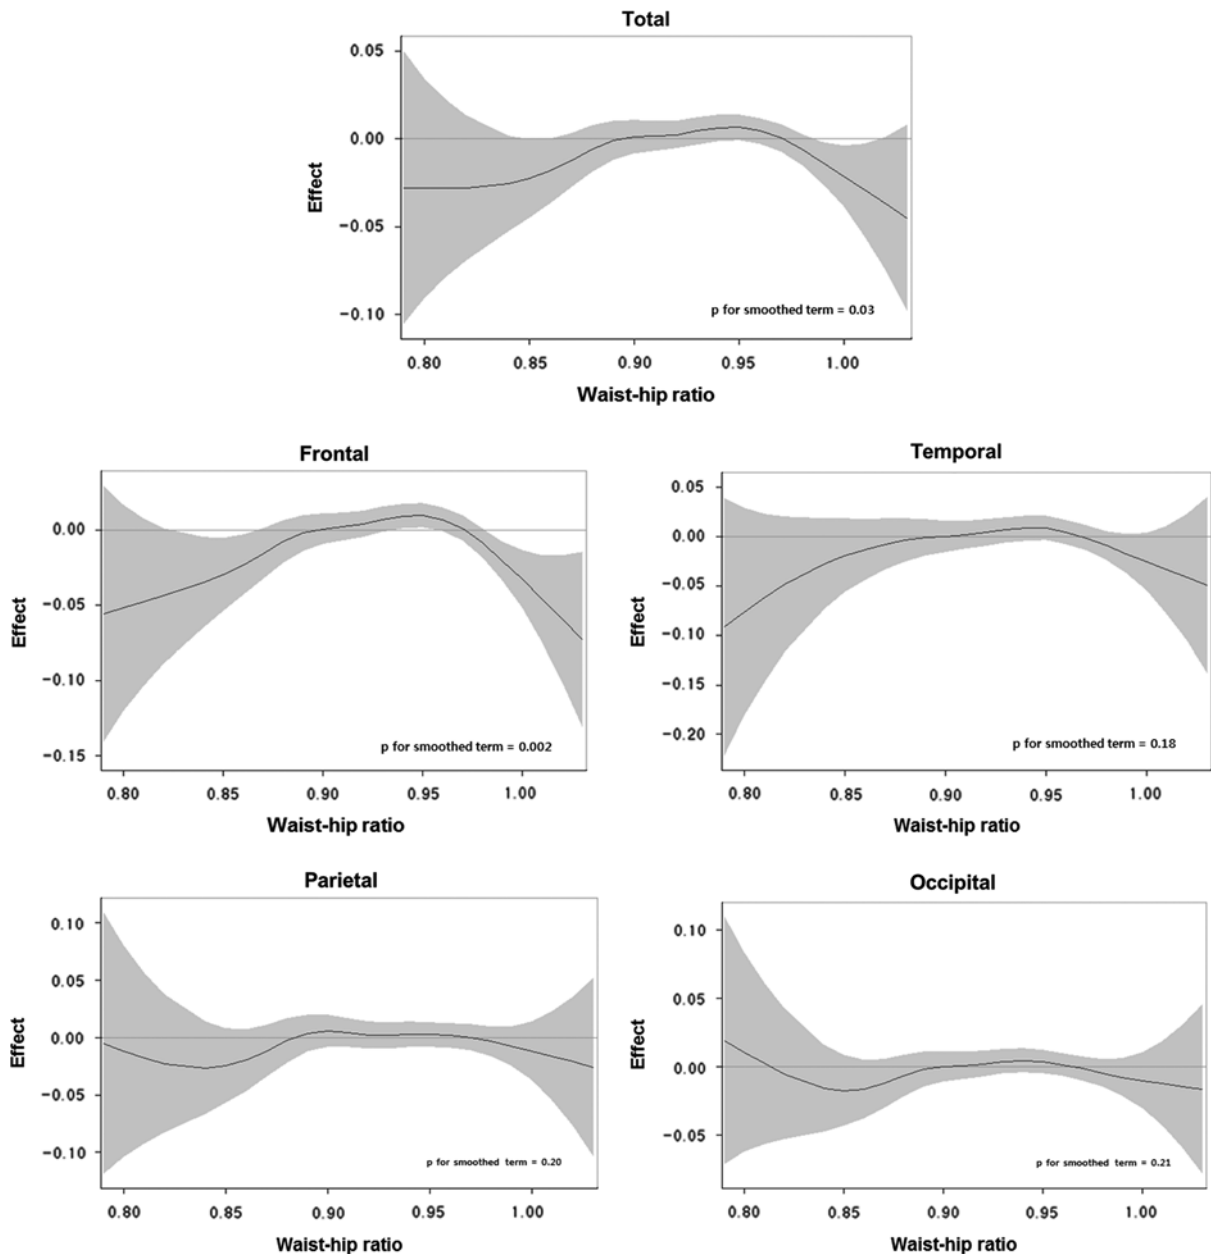 Total
0.05
0.00
−0.05
−0.10
Effect
p for smoothed term = 0.03
0.80 0.85 0.90 0.95 1.00
Waist-hip ratio
Frontal
0.00
−0.05
−0.10
−0.15
Effect
p for smoothed term = 0.002
0.80 0.85 0.90 0.95 1.00
Waist-hip ratio
Temporal
0.05
0.00
−0.05
−0.10
−0.15
−0.20
Effect
p for smoothed term = 0.18
0.80 0.85 0.90 0.95 1.00
Waist-hip ratio
Parietal
0.10
0.05
0.00
−0.05
−0.10
Effect
p for smoothed term = 0.20
0.80 0.85 0.90 0.95 1.00
Waist-hip ratio
Occipital
0.10
0.05
0.00
−0.05
Effect
p for smoothed term = 0.21
0.80 0.85 0.90 0.95 1.00
Waist-hip ratio